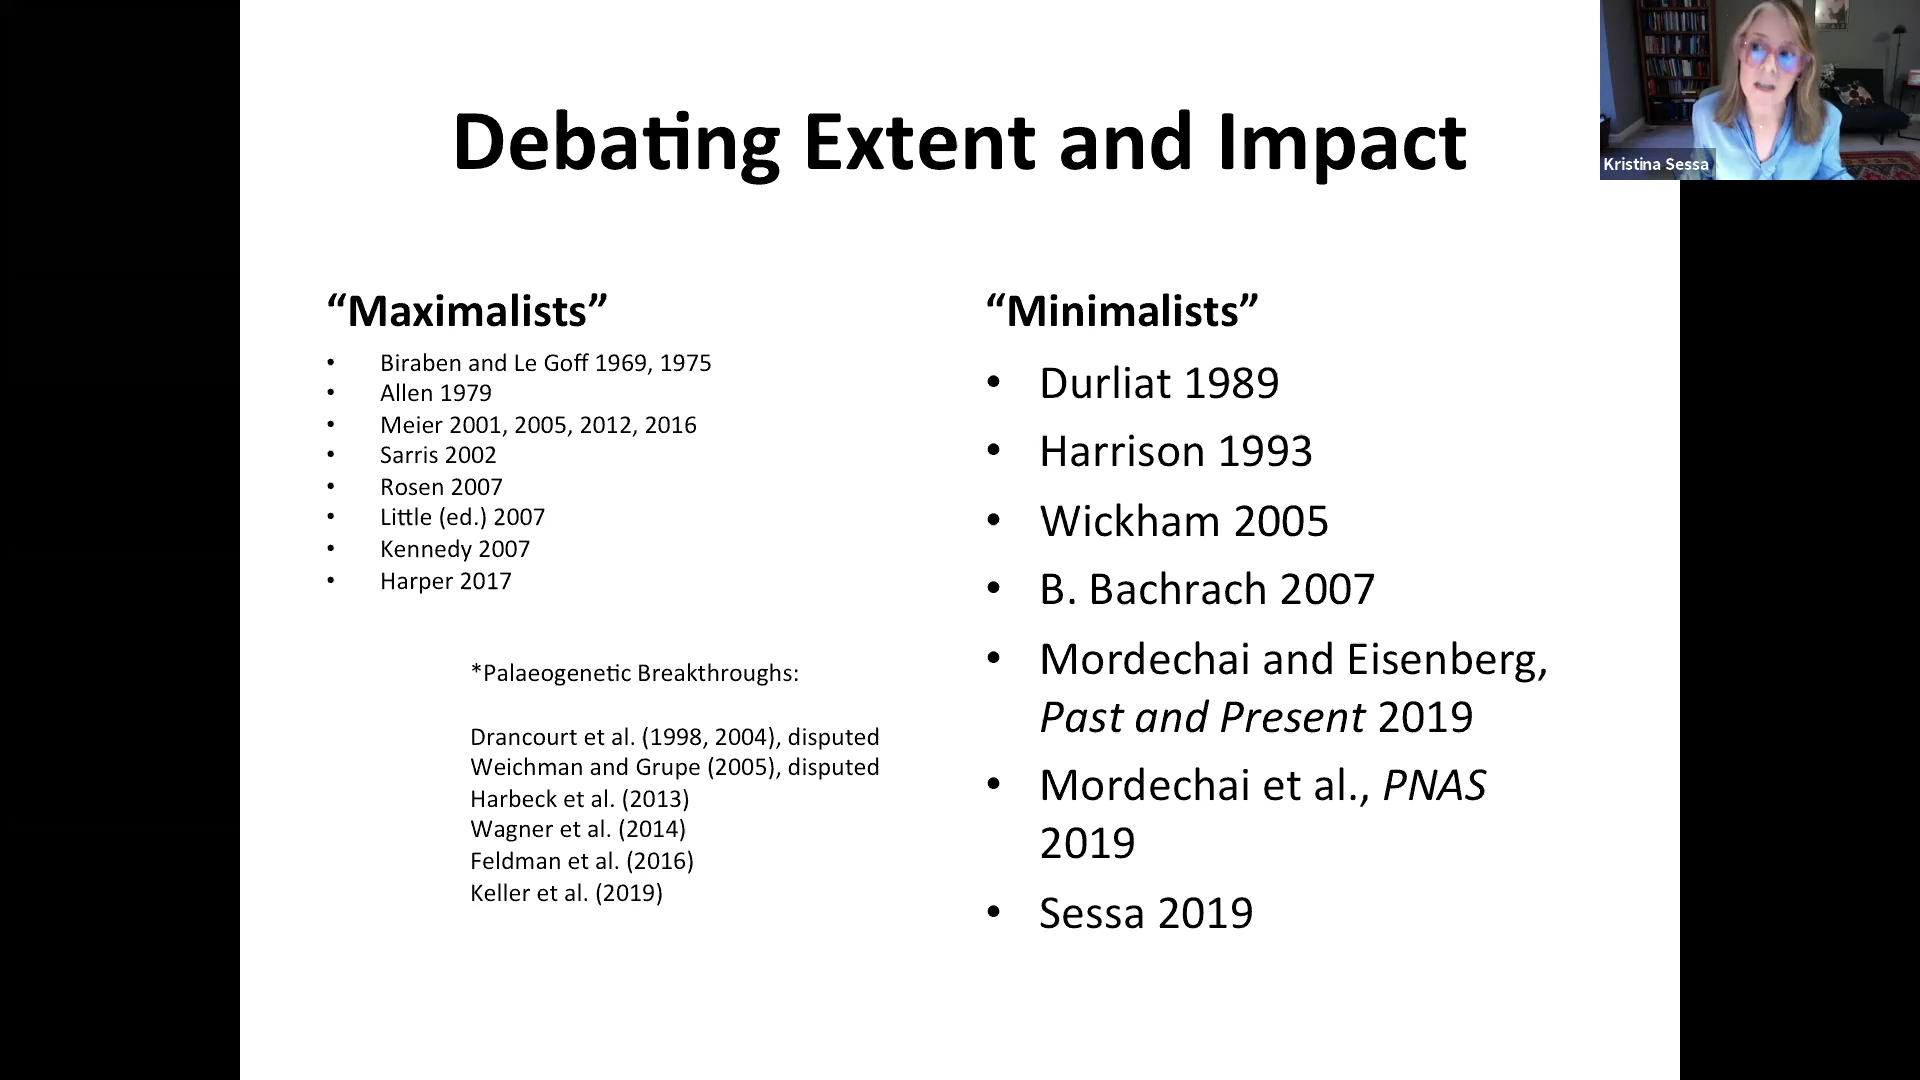 Debating Extent and Impact
Kristina Sessa
“Maximalists”
• Biraben and Le Goff 1969, 1975
• Allen 1979
• Meier 2001, 2005, 2012, 2016
• Sarris 2002
• Rosen 2007
• Little (ed.) 2007
• Kennedy 2007
• Harper 2017
*Palaeogenetic Breakthroughs:
Drancourt et al. (1998, 2004), disputed
Weichman and Grupe (2005), disputed
Harbeck et al. (2013)
Wagner et al. (2014)
Feldman et al. (2016)
Keller et al. (2019)
“Minimalists”
• Durliat 1989
• Harrison 1993
• Wickham 2005
• B. Bachrach 2007
• Mordechai and Eisenberg,
Past and Present 2019
• Mordechai et al., PNAS
2019
• Sessa 2019